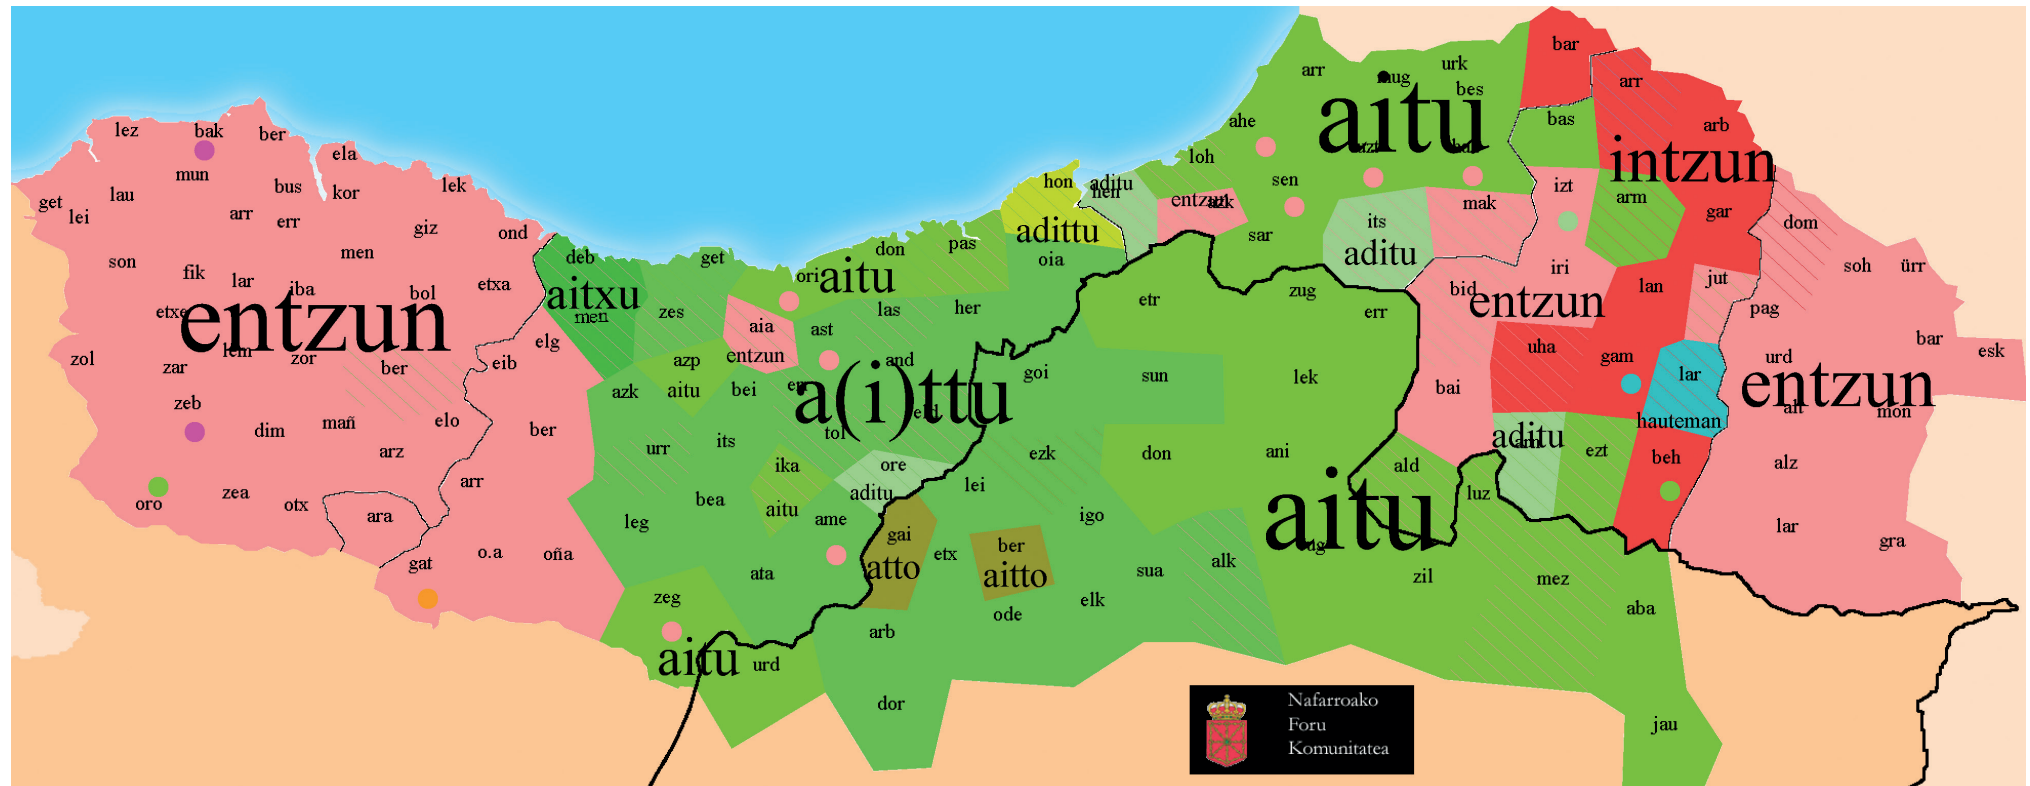 lez
bak
ber
ela
mun
lau
bus
kor
lek
get
lei
arr
err
giz
ond
men
son
fik
lar
iba
bol
etxa
etxe
entzun
zol
zar
lem
zor
ber
eib
elg
zeb
dim
mañ
elo
ber
arz
arr
oro
zea
otx
ara
gat
o.a
oña
deb
aitxu
men
get
zes
ori
aitu
don
pas
hon
adittu
oia
las
her
aia
entzun
ast
azp
aitu
azk
bei
and
a(i)ttu
tol
urr
its
ika
aitu
ore
aditu
bea
leg
ame
ata
zeg
aitu
urd
gai
atto
etx
ber
aitto
ode
arb
dor
goi
sun
ezk
lei
igo
sua
elk
alk
etr
zug
err
lek
don
ani
aitu
zil
mez
aba
jau
ald
luz
aditu
hen
loh
entzun
azk
ahe
arr
mug
urk
bes
aitu
sen
sar
its
aditu
mak
bar
bas
izt
arm
arr
arb
intzun
gar
iri
bid
entzun
lan
jut
uha
gam
bai
lar
hauteman
aditu
ezt
beh
dom
soh
ürr
pag
bar
esk
urd
entzun
alt
mon
alz
lar
gra
Nafarroako
Foru
Komunitatea